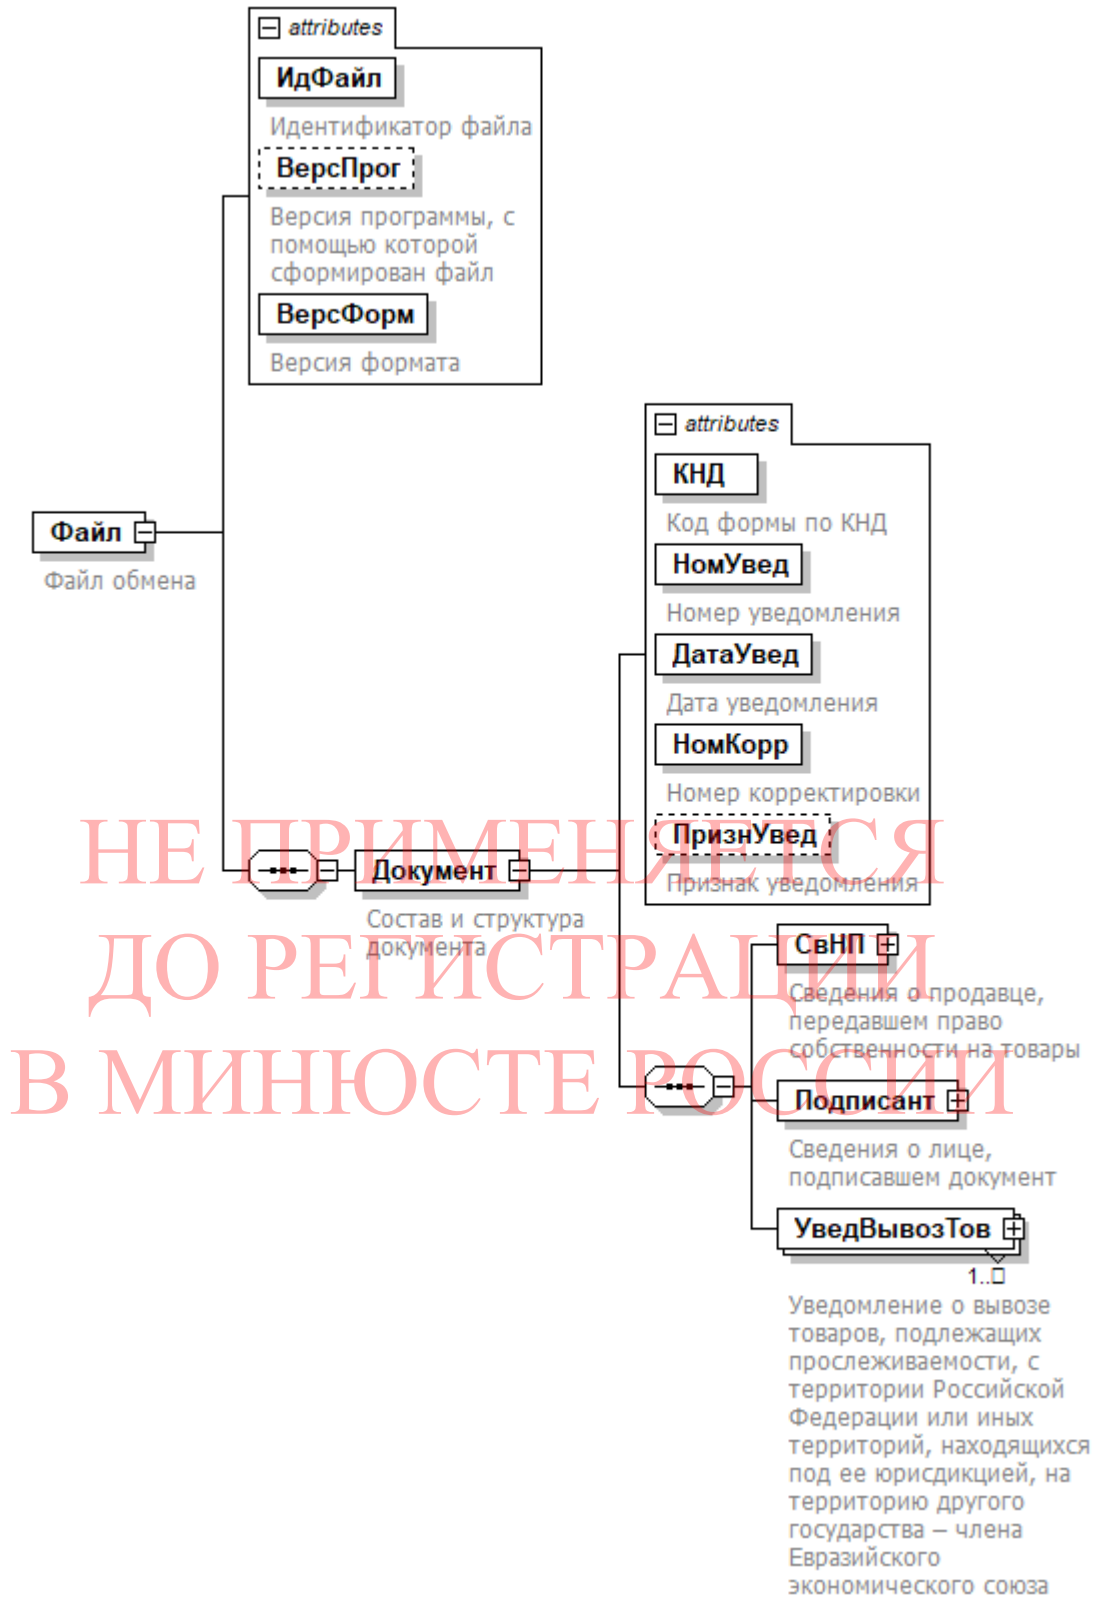 attributes
ИдФайл
Идентификатор файла
ВерсПрог
Версия программы, с
помощью которой
сформирован файл
ВерсФорм
Версия формата
Файл
Файл обмена
attributes
КНД
Код формы по КНД
НомУвед
Номер уведомления
ДатаУвед
Дата уведомления
НомКорр
Номер корректировки
ПризнУвед
Признак уведомления
Документ
Состав и структура
документа
НЕ ПРИМЕНЯЕТСЯ
ДО РЕГИСТРАЦИИ
В МИНЮСТЕ РОССИИ
СвНП
Сведения о продавце,
передавшем право
собственности на товары
Подписант
Сведения о лице,
подписавшем документ
УведВывозТов
1..□
Уведомление о вывозе
товаров, подлежащих
прослеживаемости, с
территории Российской
Федерации или иных
территорий, находящихся
под ее юрисдикцией, на
территорию другого
государства – члена
Евразийского
экономического союза